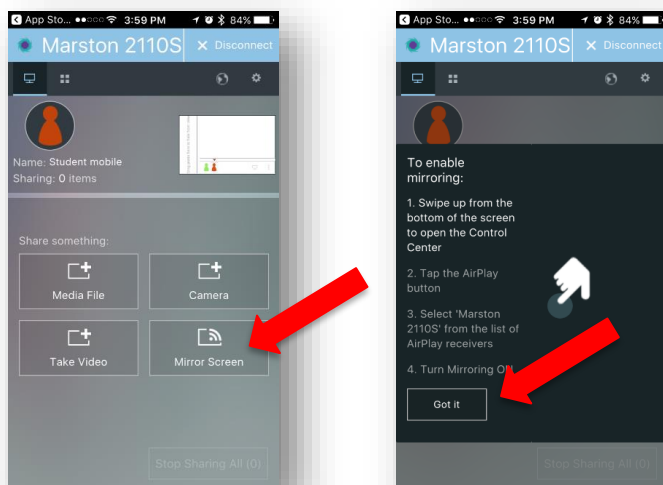 App Sto... 3:59 PM 84%
Marston 2110S × Disconnect
Name: Student mobile
Sharing: 0 items
Share something:
Media File
Camera
Take Video
Mirror Screen
Stop Sharing All (0)
App Sto... 3:59 PM 84%
Marston 2110S × Disconnect
To enable
mirroring:
1. Swipe up from the
bottom of the screen
to open the Control
Center
2. Tap the AirPlay
button
3. Select 'Marston
2110S' from the list of
AirPlay receivers
4. Turn Mirroring
Got it
Stop Sharing All (0)